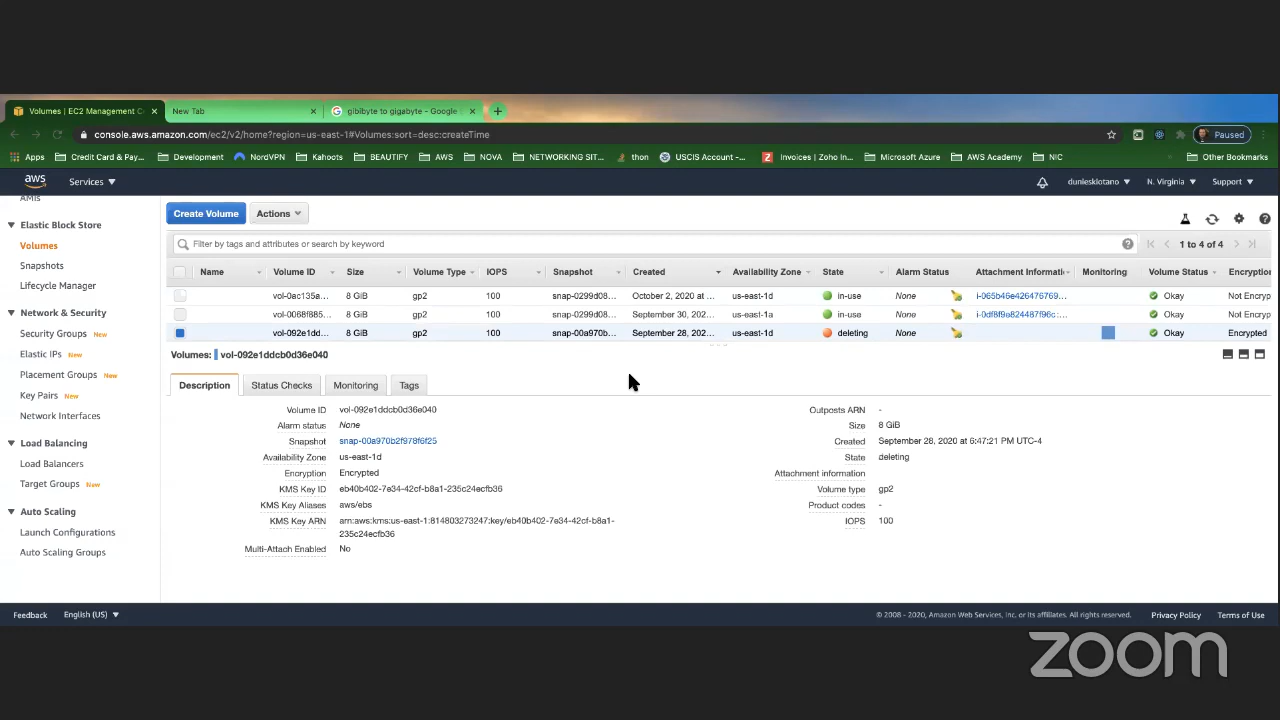 Volumes | EC2 Management C
New Tab
gibibyte to gigabyte - Google
console.aws.amazon.com/ec2/v2/home?region=us-east-1#Volumes:sort=desc:createTime
Paused
Apps Credit Card & Pay... Development NordVPN Kahoots BEAUTIFY AWS NOVA NETWORKING SIT... thon USCIS Account -... Invoices | Zoho In... Microsoft Azure AWS Academy NIC Other Bookmarks
aws Services duniesklotano N. Virginia Support
AMIs
Elastic Block Store
Volumes
Snapshots
Lifecycle Manager
Network & Security
Security Groups New
Elastic IPs New
Placement Groups New
Key Pairs New
Network Interfaces
Load Balancing
Load Balancers
Target Groups New
Auto Scaling
Launch Configurations
Auto Scaling Groups
Create Volume Actions
Filter by tags and attributes or search by keyword 1 to 4 of 4
Name Volume ID Size Volume Type IOPS Snapshot Created Availability Zone State Alarm Status Attachment Informati Monitoring Volume Status Encryptio
vol-0ac135a... 8 GiB gp2 100 snap-0299d08... October 2, 2020 at ... us-east-1d in-use None i-065b46e426476769... Okay Not Encryp
vol-0068f885... 8 GiB gp2 100 snap-0299d08... September 30, 202... us-east-1a in-use None i-0df8f9e824487f96c:... Okay Not Encryp
vol-092e1dd... 8 GiB gp2 100 snap-00a970b... September 28, 202... us-east-1d deleting None Okay Encrypted
Volumes: vol-092e1ddcb0d36e040
Description Status Checks Monitoring Tags
Volume ID vol-092e1ddcb0d36e040
Alarm status None
Snapshot snap-00a970b2f978f6f25
Availability Zone us-east-1d
Encryption Encrypted
KMS Key ID eb40b402-7e34-42cf-b8a1-235c24ecfb36
KMS Key Aliases aws/ebs
KMS Key ARN arn:aws:kms:us-east-1:814803273247:key/eb40b402-7e34-42cf-b8a1-
235c24ecfb36
Multi-Attach Enabled No
Outposts ARN -
Size 8 GiB
Created September 28, 2020 at 6:47:21 PM UTC-4
State deleting
Attachment information
Volume type gp2
Product codes -
IOPS 100
Feedback English (US) © 2008 - 2020, Amazon Web Services, Inc. or its affiliates. All rights reserved. Privacy Policy Terms of Use
zoom